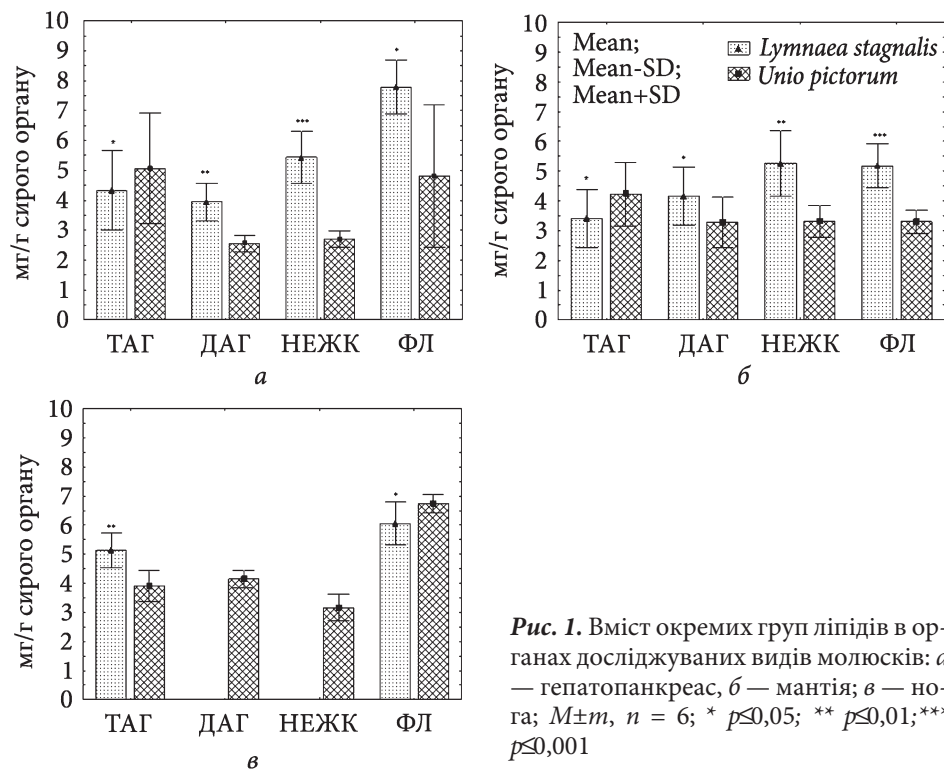 10
9
8
7
6
5
4
3
2
1
0
мг/г сирого органу
* ** *** *
ТАГ ДАГ НЕЖК ФЛ
а
10
9
8
7
6
5
4
3
2
1
0
мг/г сирого органу
Mean;
Mean-SD;
Mean+SD
Lymnaea stagnalis
Unio pictorum
* * ** ***
ТАГ ДАГ НЕЖК ФЛ
б
10
9
8
7
6
5
4
3
2
1
0
мг/г сирого органу
** *
ТАГ ДАГ НЕЖК ФЛ
в
Рис. 1. Вміст окремих груп ліпідів в ор-
ганах досліджуваних видів молюсків: а
— гепатопанкреас, б — мантія; в — но-
га; M±m, n = 6; * p≤0,05; ** p≤0,01;***
p≤0,001